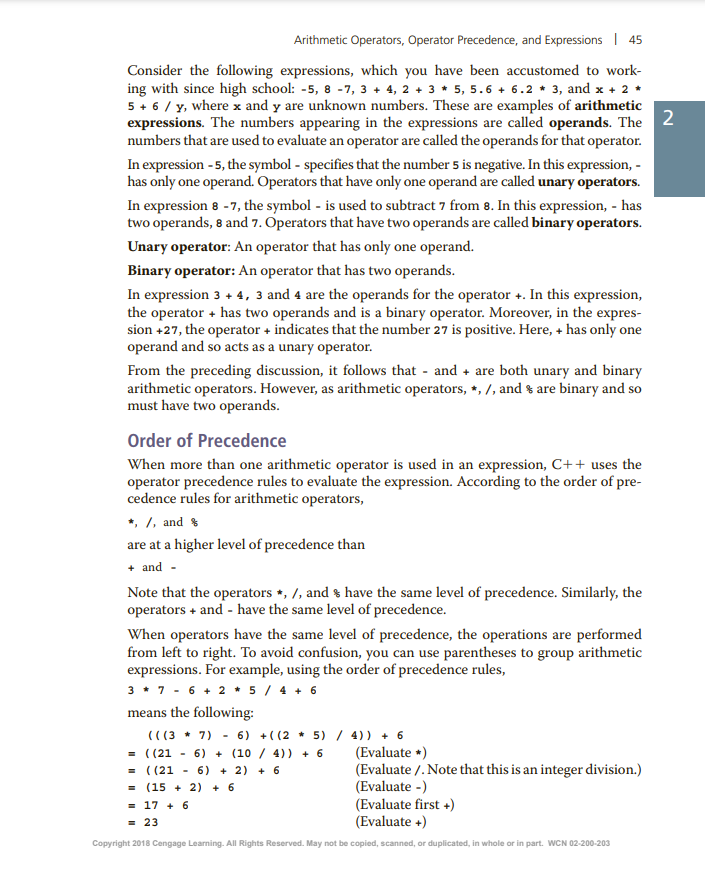 Arithmetic Operators, Operator Precedence, and Expressions | 45
Consider the following expressions, which you have been accustomed to work-
ing with since high school: -5, 8 -7, 3 + 4, 2 + 3 * 5, 5.6 + 6.2 * 3, and x + 2 *
5 + 6 / y, where x and y are unknown numbers. These are examples of arithmetic
expressions. The numbers appearing in the expressions are called operands. The
numbers that are used to evaluate an operator are called the operands for that operator.
2
In expression -5, the symbol - specifies that the number 5 is negative. In this expression, -
has only one operand. Operators that have only one operand are called unary operators.
In expression 8 -7, the symbol - is used to subtract 7 from 8. In this expression, - has
two operands, 8 and 7. Operators that have two operands are called binary operators.
Unary operator: An operator that has only one operand.
Binary operator: An operator that has two operands.
In expression 3 + 4, 3 and 4 are the operands for the operator +. In this expression,
the operator + has two operands and is a binary operator. Moreover, in the expres-
sion +27, the operator + indicates that the number 27 is positive. Here, + has only one
operand and so acts as a unary operator.
From the preceding discussion, it follows that - and + are both unary and binary
arithmetic operators. However, as arithmetic operators, *, /, and % are binary and so
must have two operands.
Order of Precedence
When more than one arithmetic operator is used in an expression, C++ uses the
operator precedence rules to evaluate the expression. According to the order of pre-
cedence rules for arithmetic operators,
*, /, and %
are at a higher level of precedence than
+ and -
Note that the operators *, /, and % have the same level of precedence. Similarly, the
operators + and - have the same level of precedence.
When operators have the same level of precedence, the operations are performed
from left to right. To avoid confusion, you can use parentheses to group arithmetic
expressions. For example, using the order of precedence rules,
3 * 7 - 6 + 2 * 5 / 4 + 6
means the following:
(((3 * 7) - 6) +((2 * 5) / 4)) + 6
= ((21 - 6) + (10 / 4)) + 6 (Evaluate *)
= ((21 - 6) + 2) + 6 (Evaluate /. Note that this is an integer division.)
= (15 + 2) + 6 (Evaluate -)
= 17 + 6 (Evaluate first +)
= 23 (Evaluate +)
Copyright 2018 Cengage Learning. All Rights Reserved. May not be copied, scanned, or duplicated, in whole or in part. WCN 02-200-203